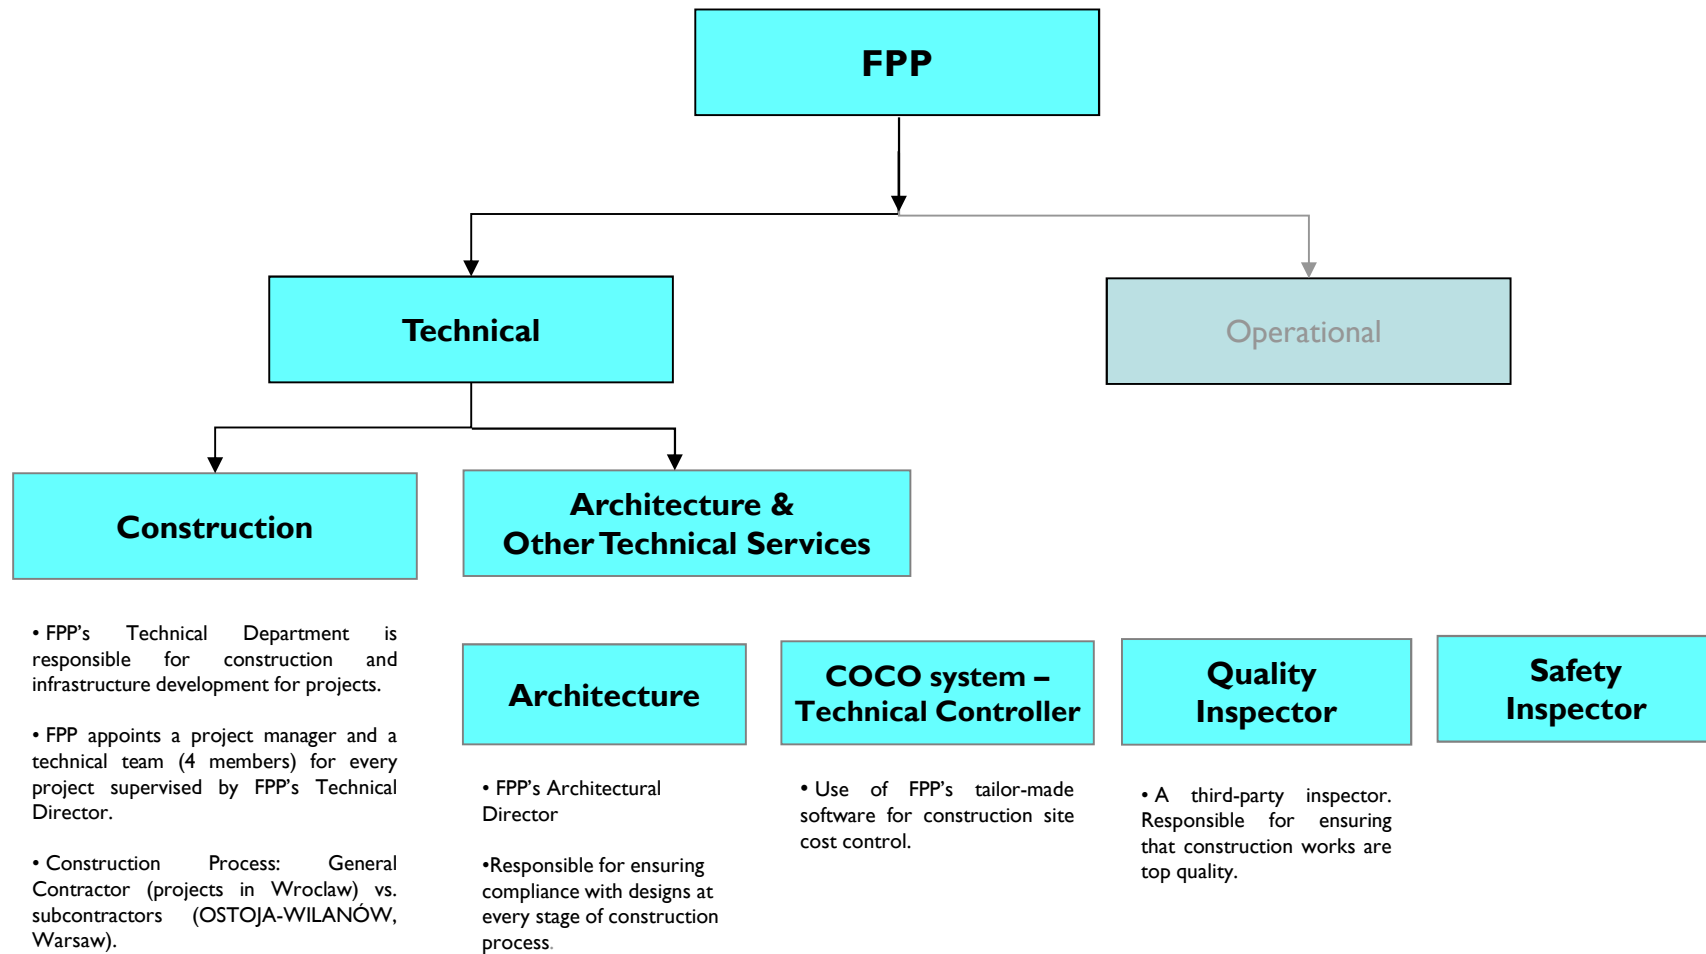 FPP
Technical
Operational
Construction
Architecture &
Other Technical Services
• FPP's Technical Department is
responsible for construction and
infrastructure development for projects.
• FPP appoints a project manager and a
technical team (4 members) for every
project supervised by FPP's Technical
Director.
• Construction Process: General
Contractor (projects in Wroclaw) vs.
subcontractors (OSTOJA-WILANÓW,
Warsaw).
Architecture
• FPP's Architectural
Director
•Responsible for ensuring
compliance with designs at
every stage of construction
process.
COCO system –
Technical Controller
• Use of FPP's tailor-made
software for construction site
cost control.
Quality
Inspector
• A third-party inspector.
Responsible for ensuring
that construction works are
top quality.
Safety
Inspector